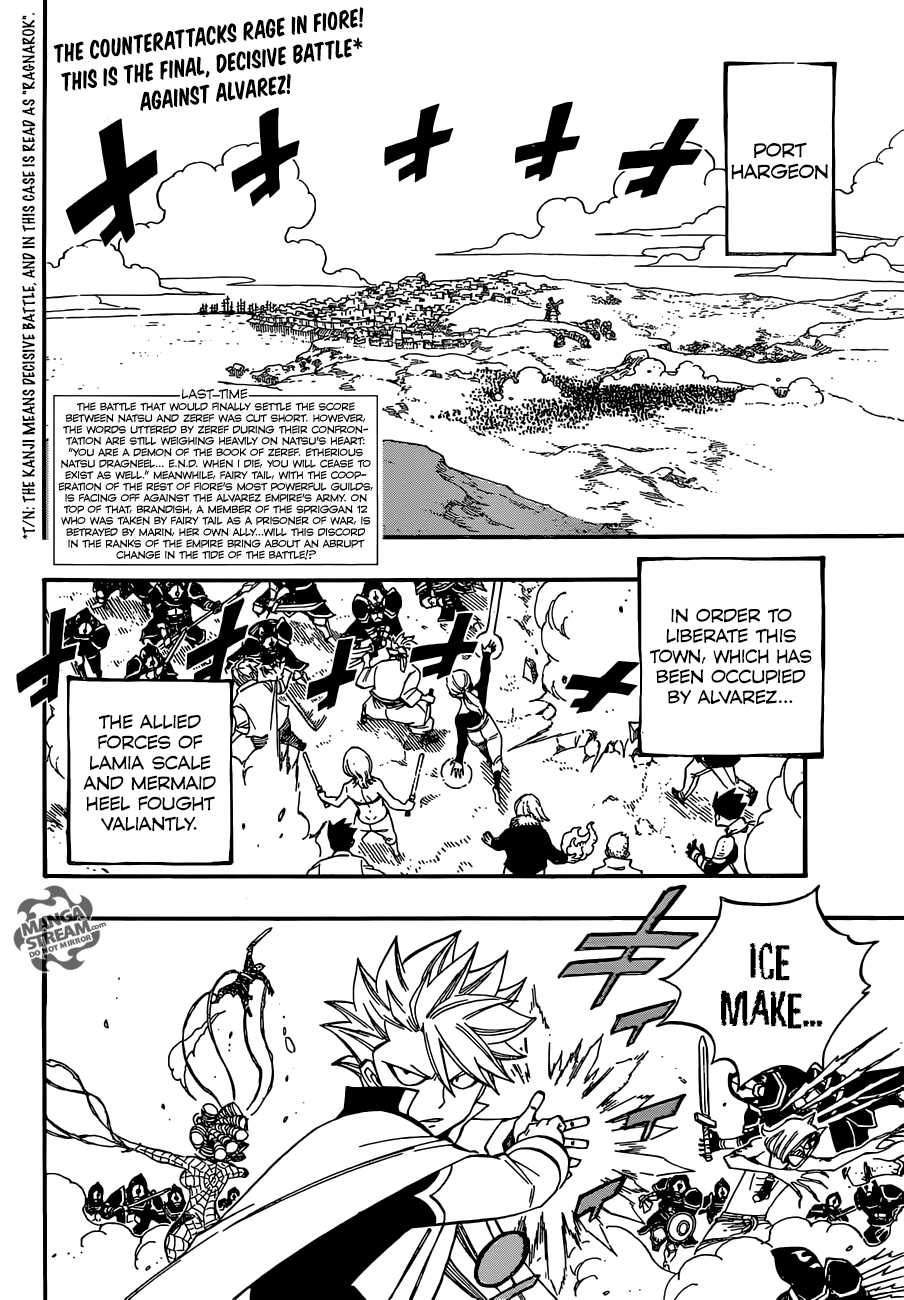 THE COUNTERATTACKS RAGE IN FIORE!
THIS IS THE FINAL, DECISIVE BATTLE*
AGAINST ALVAREZ!
*T/N: THE KANJI MEANS DECISIVE BATTLE, AND IN THIS CASE IS READ AS "RAGNAROK".
PORT
HARGEON
LAST TIME
THE BATTLE THAT WOULD FINALLY SETTLE THE SCORE
BETWEEN NATSU AND ZEREF WAS CUT SHORT. HOWEVER,
THE WORDS UTTERED BY ZEREF DURING THEIR CONFRON-
TATION ARE STILL WEIGHING HEAVILY ON NATSU'S HEART:
"YOU ARE A DEMON OF THE BOOK OF ZEREF. ETHERIOUS
NATSU DRAGNEEL... E.N.D. WHEN I DIE, YOU WILL CEASE TO
EXIST AS WELL." MEANWHILE, FAIRY TAIL, WITH THE COOP-
ERATION OF THE REST OF FIORE'S MOST POWERFUL GUILDS,
IS FACING OFF AGAINST THE ALVAREZ EMPIRE'S ARMY. ON
TOP OF THAT, BRANDISH, A MEMBER OF THE SPRIGGAN 12
WHO WAS TAKEN BY FAIRY TAIL AS A PRISONER OF WAR, IS
BETRAYED BY MARIN, HER OWN ALLY...WILL THIS DISCORD
IN THE RANKS OF THE EMPIRE BRING ABOUT AN ABRUPT
CHANGE IN THE TIDE OF THE BATTLE!?
IN ORDER TO
LIBERATE THIS
TOWN, WHICH HAS
BEEN OCCUPIED
BY ALVAREZ...
THE ALLIED
FORCES OF
LAMIA SCALE
AND MERMAID
HEEL FOUGHT
VALIANTLY.
MANGA
STREAM.com
DO NOT MIRROR
ICE
MAKE...